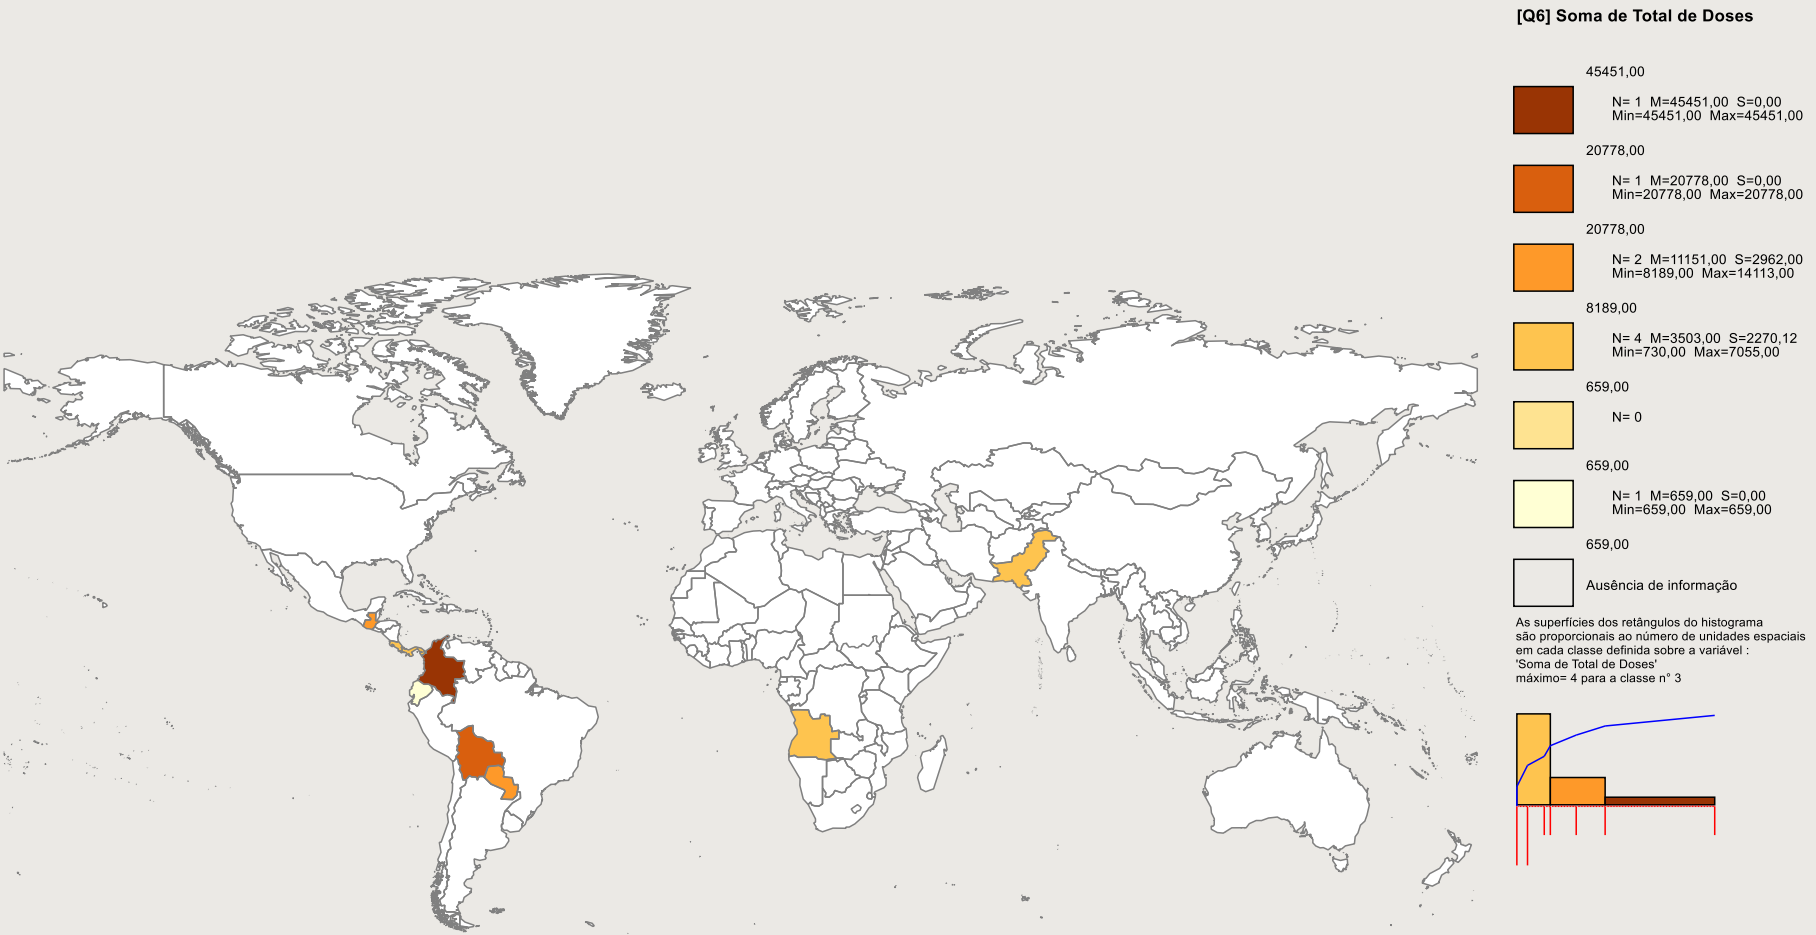 [Q6] Soma de Total de Doses
45451,00
N= 1  M=45451,00  S=0,00
Min=45451,00  Max=45451,00
20778,00
N= 1  M=20778,00  S=0,00
Min=20778,00  Max=20778,00
20778,00
N= 2  M=11151,00  S=2962,00
Min=8189,00  Max=14113,00
8189,00
N= 4  M=3503,00  S=2270,12
Min=730,00  Max=7055,00
659,00
N= 0
659,00
N= 1  M=659,00  S=0,00
Min=659,00  Max=659,00
659,00
Ausência de informação
As superfícies dos retângulos do histograma
são proporcionais ao número de unidades espaciais
em cada classe definida sobre a variável :
'Soma de Total de Doses'
máximo= 4 para a classe n° 3